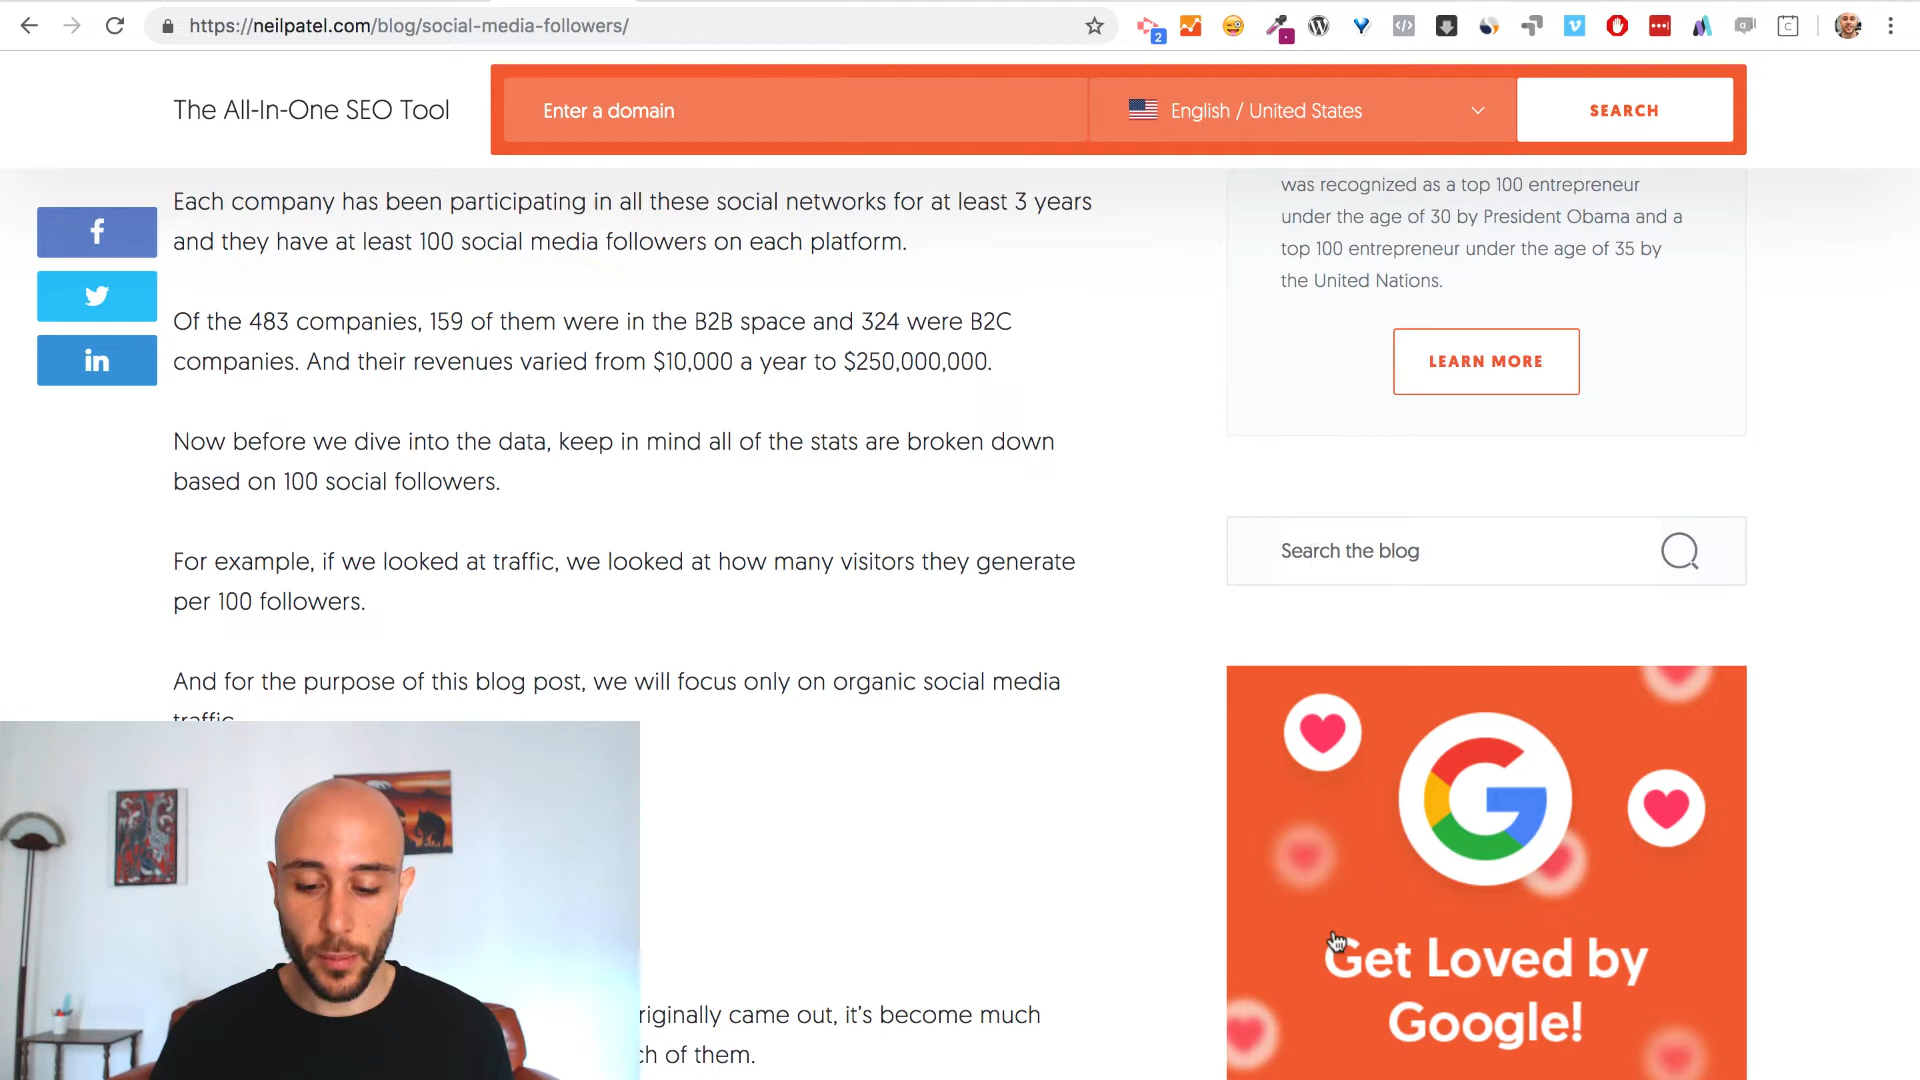 https://neilpatel.com/blog/social-media-followers/
2
The All-In-One SEO Tool
Enter a domain
English / United States
SEARCH
Each company has been participating in all these social networks for at least 3 years
and they have at least 100 social media followers on each platform.
Of the 483 companies, 159 of them were in the B2B space and 324 were B2C
companies. And their revenues varied from $10,000 a year to $250,000,000.
Now before we dive into the data, keep in mind all of the stats are broken down
based on 100 social followers.
For example, if we looked at traffic, we looked at how many visitors they generate
per 100 followers.
And for the purpose of this blog post, we will focus only on organic social media
traffic.
riginally came out, it's become much
ch of them.
was recognized as a top 100 entrepreneur
under the age of 30 by President Obama and a
top 100 entrepreneur under the age of 35 by
the United Nations.
LEARN MORE
Search the blog
Get Loved by
Google!